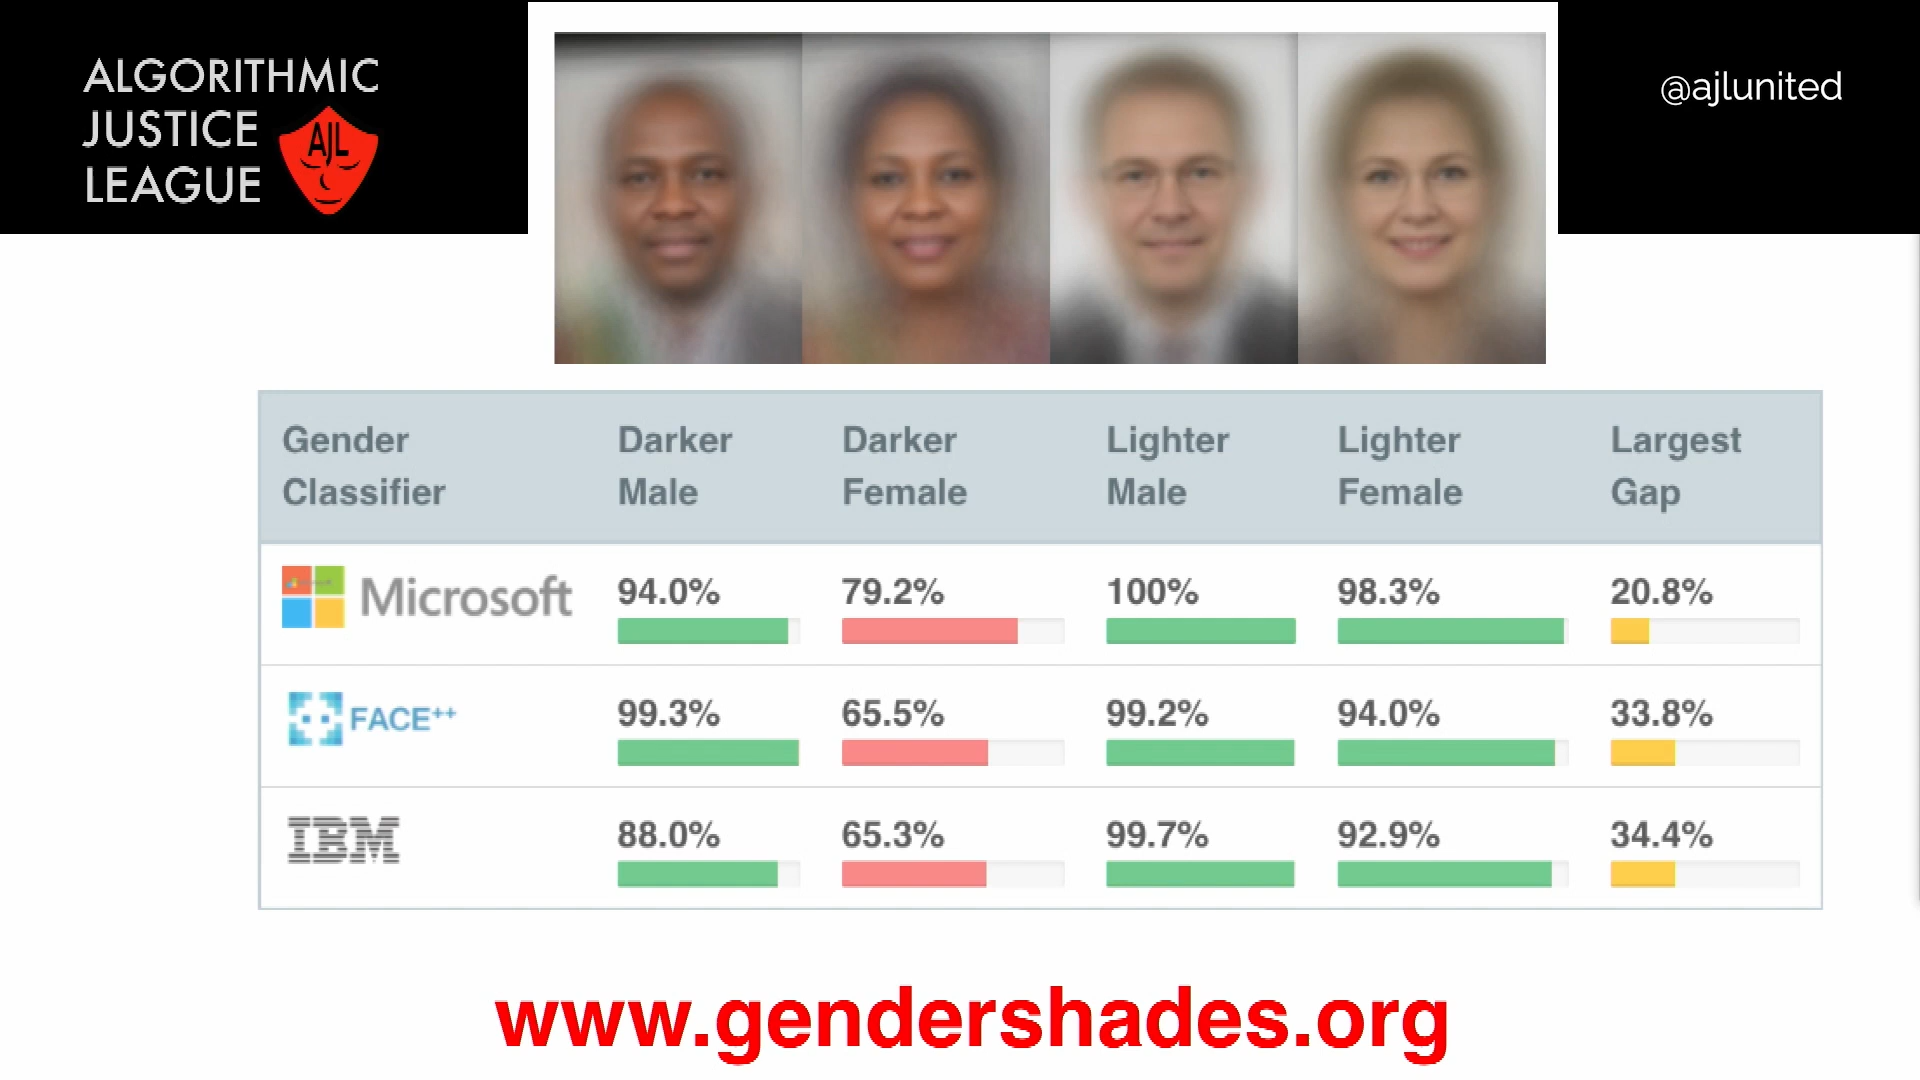 ALGORITHMIC
JUSTICE
LEAGUE
AJL
@ajlunited
Gender Classifier
Darker Male
Darker Female
Lighter Male
Lighter Female
Largest Gap
Microsoft 94.0% 79.2% 100% 98.3% 20.8%
FACE++ 99.3% 65.5% 99.2% 94.0% 33.8%
IBM 88.0% 65.3% 99.7% 92.9% 34.4%
www.gendershades.org